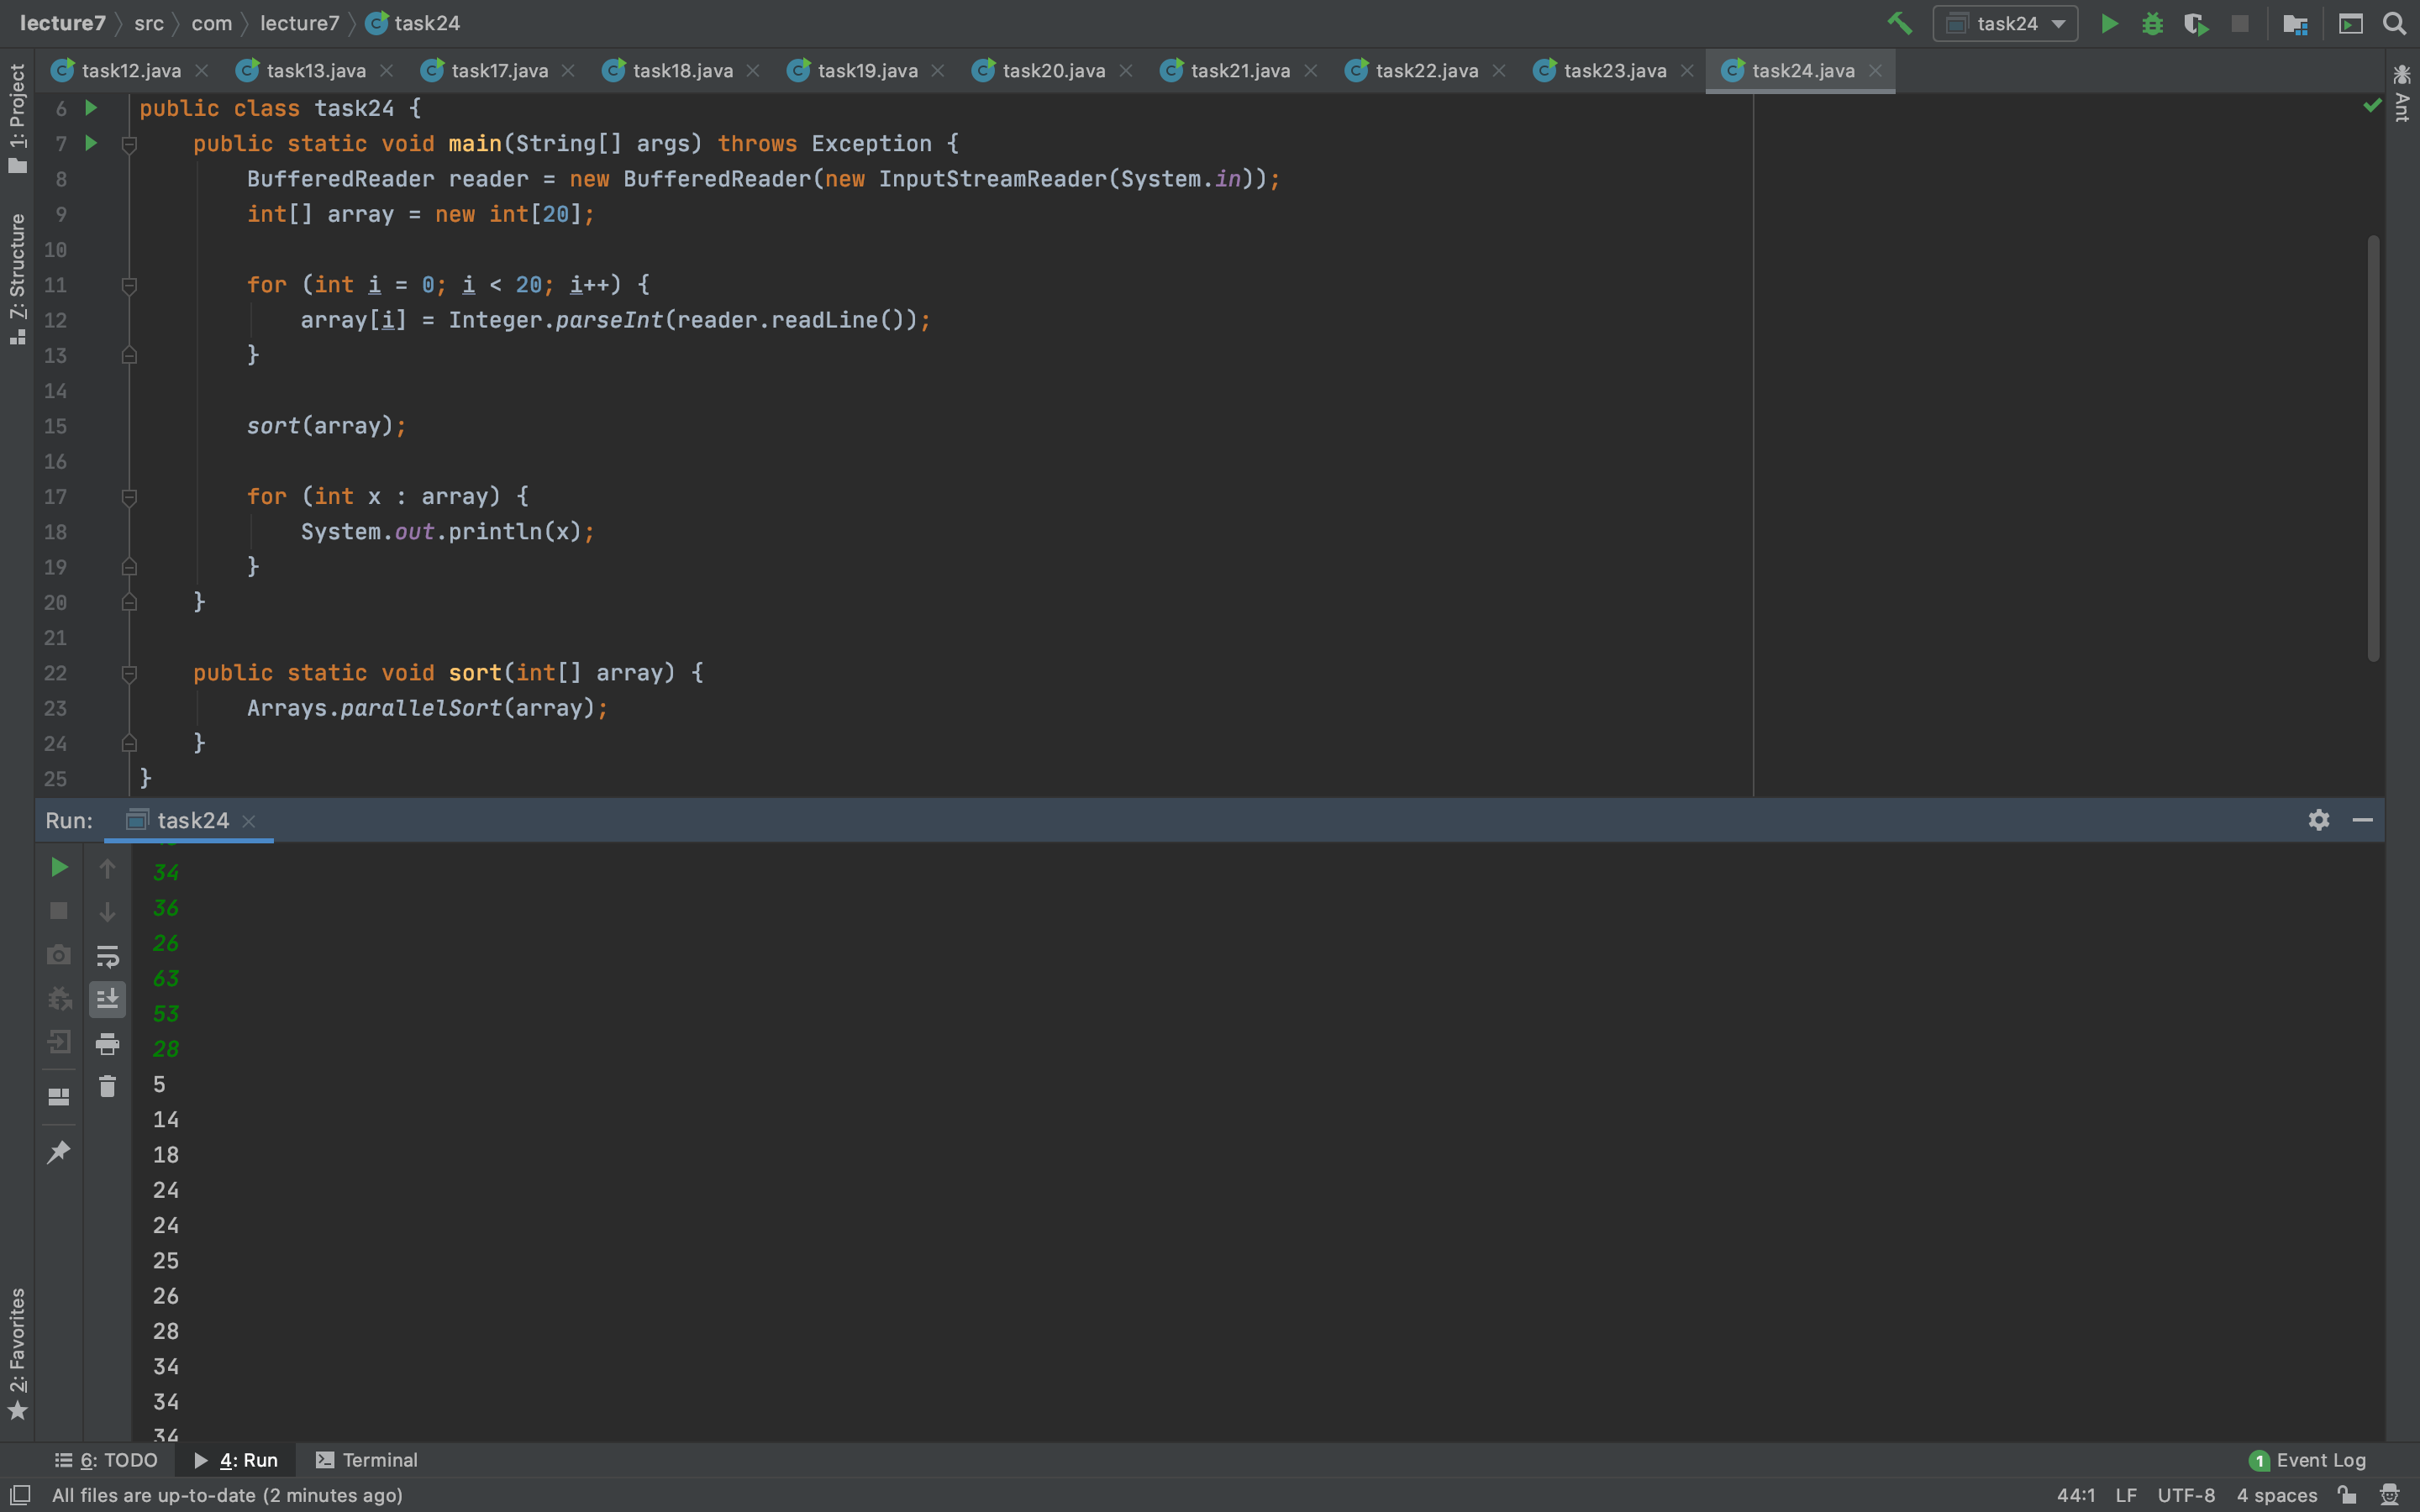 lecture7 src com lecture7 task24 task24
task12.java task13.java task17.java task18.java task19.java task20.java task21.java task22.java task23.java task24.java
1: Project
7: Structure
2: Favorites
Ant
6 public class task24 {
7 public static void main(String[] args) throws Exception {
8 BufferedReader reader = new BufferedReader(new InputStreamReader(System.in));
9 int[] array = new int[20];
10
11 for (int i = 0; i < 20; i++) {
12 array[i] = Integer.parseInt(reader.readLine());
13 }
14
15 sort(array);
16
17 for (int x : array) {
18 System.out.println(x);
19 }
20 }
21
22 public static void sort(int[] array) {
23 Arrays.parallelSort(array);
24 }
25 }
Run: task24
34
36
26
63
53
28
5
14
18
24
24
25
26
28
34
34
34
6: TODO 4: Run Terminal 1 Event Log
All files are up-to-date (2 minutes ago) 44:1 LF UTF-8 4 spaces